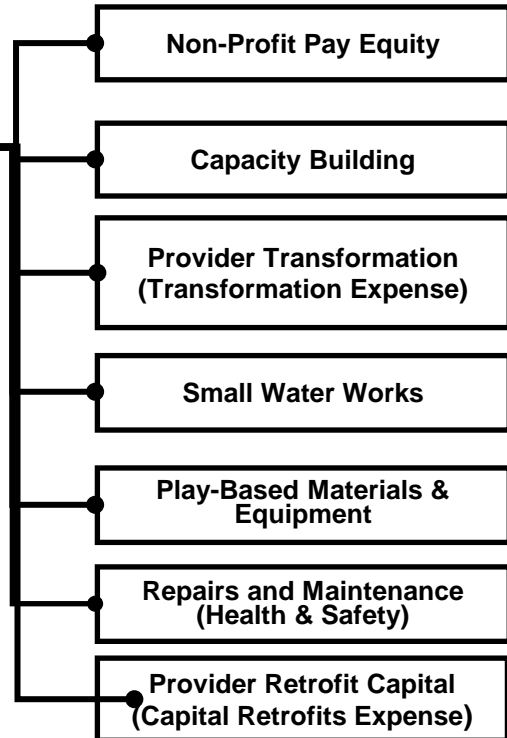 Non-Profit Pay Equity
Capacity Building
Provider Transformation
(Transformation Expense)
Small Water Works
Play-Based Materials &
Equipment
Repairs and Maintenance
(Health & Safety)
Provider Retrofit Capital
(Capital Retrofits Expense)